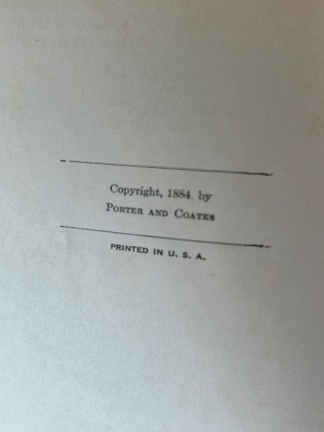 Copyright, 1884 by
PORTER AND COATES
PRINTED IN U. S. A.